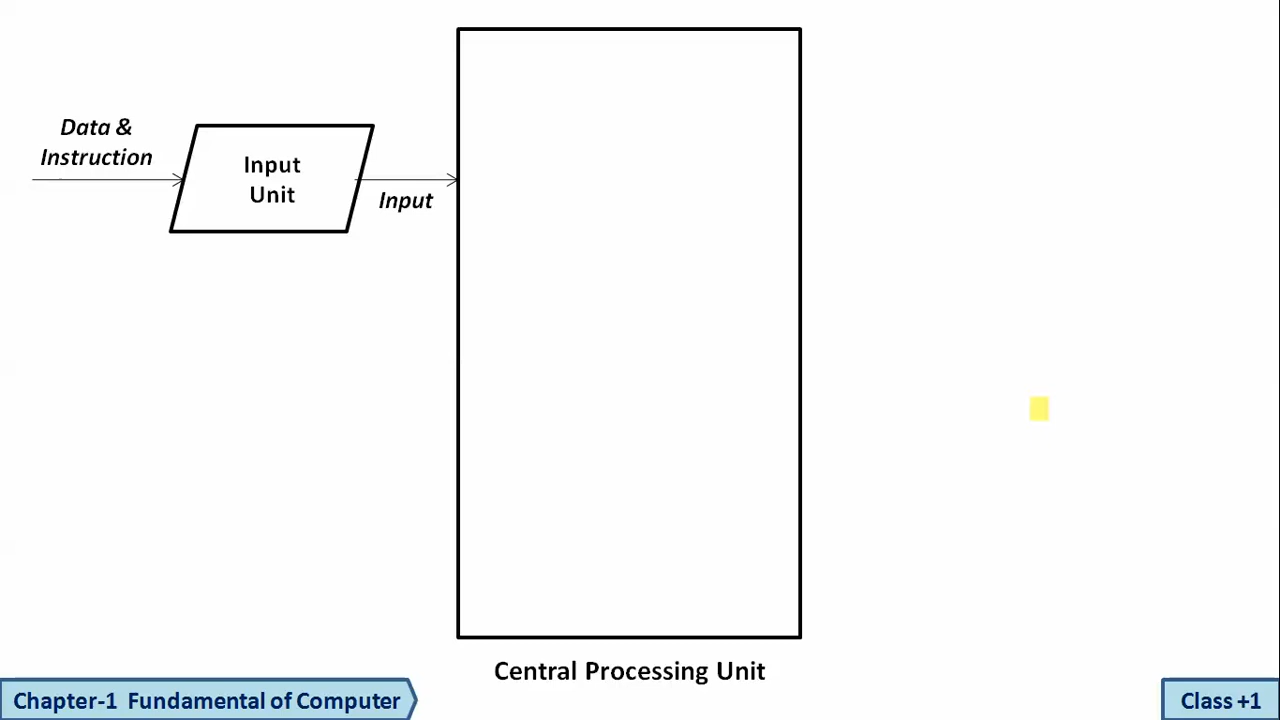 Data &
Instruction
Input
Unit
Input
Central Processing Unit
Chapter-1 Fundamental of Computer
Class +1